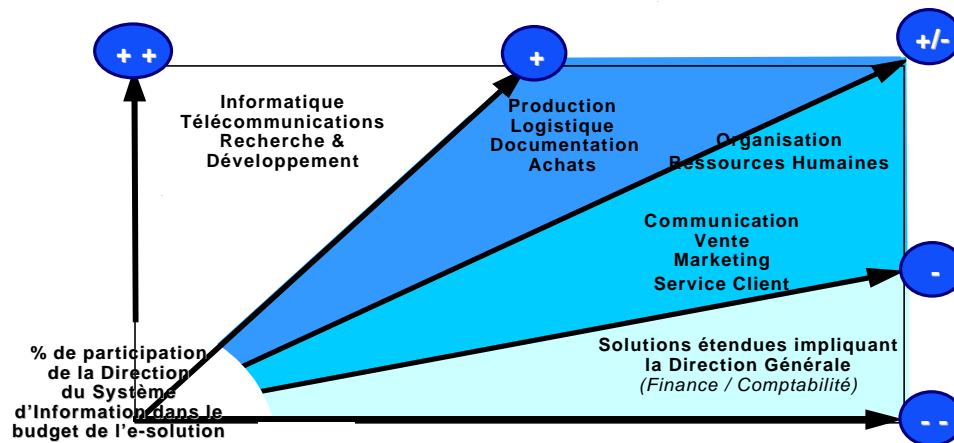 + +
+
+/-
Informatique
Télécommunications
Recherche &
Développement
Production
Logistique
Documentation
Achats
Organisation
Ressources Humaines
Communication
Vente
Marketing
Service Client
-
Solutions étendues impliquant
la Direction Générale
(Finance / Comptabilité)
% de participation
de la Direction
du Système
d'Information dans le
budget de l'e-solution
- -